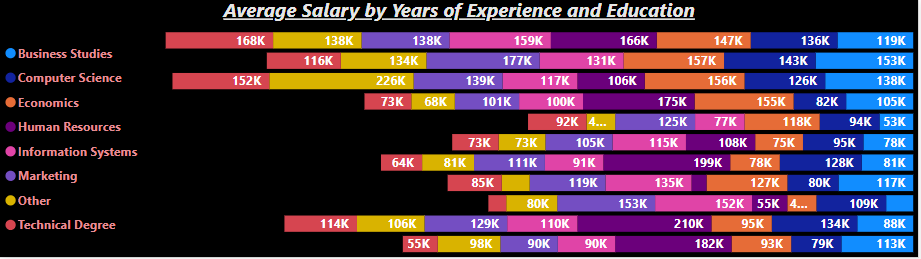 Average Salary by Years of Experience and Education
Business Studies
Computer Science
Economics
Human Resources
Information Systems
Marketing
Other
Technical Degree
168K 138K 138K 159K 166K 147K 136K 119K
116K 134K 177K 131K 157K 143K 153K
152K 226K 139K 117K 106K 156K 126K 138K
73K 68K 101K 100K 175K 155K 82K 105K
92K 4... 125K 77K 118K 94K 53K
73K 73K 105K 115K 108K 75K 95K 78K
64K 81K 111K 91K 199K 78K 128K 81K
85K 119K 135K 127K 80K 117K
80K 153K 152K 55K 4... 109K
114K 106K 129K 110K 210K 95K 134K 88K
55K 98K 90K 90K 182K 93K 79K 113K